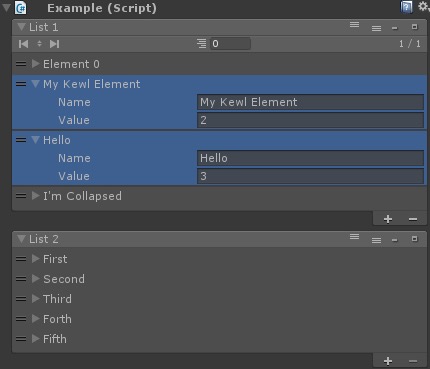 Example (Script)
List 1
0 1 / 1
Element 0
My Kewl Element
Name My Kewl Element
Value 2
Hello
Name Hello
Value 3
I'm Collapsed
List 2
First
Second
Third
Forth
Fifth